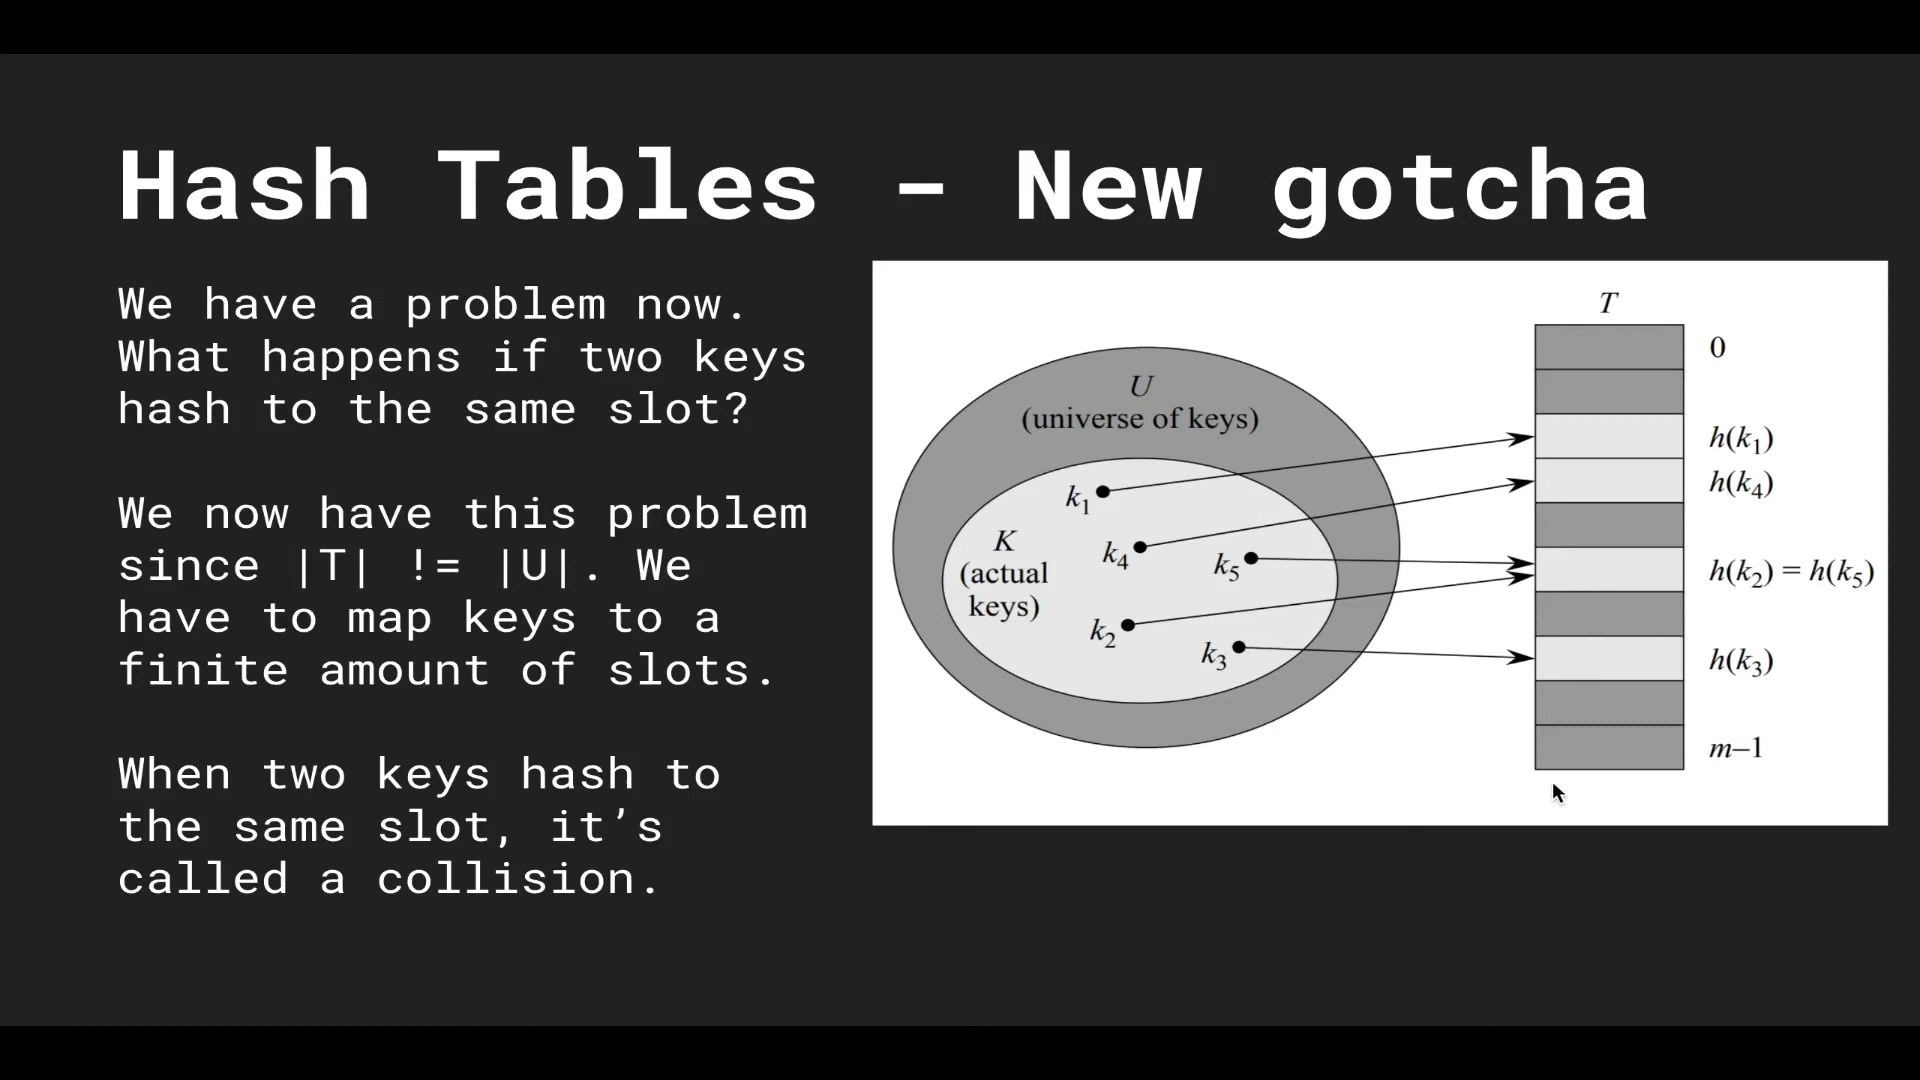 Hash Tables - New gotcha
We have a problem now.
What happens if two keys
hash to the same slot?
We now have this problem
since |T| != |U|. We
have to map keys to a
finite amount of slots.
When two keys hash to
the same slot, it’s
called a collision.
U
(universe of keys)
K
(actual
keys)
k1
k4
k5
k2
k3
T
0
h(k1)
h(k4)
h(k2) = h(k5)
h(k3)
m–1